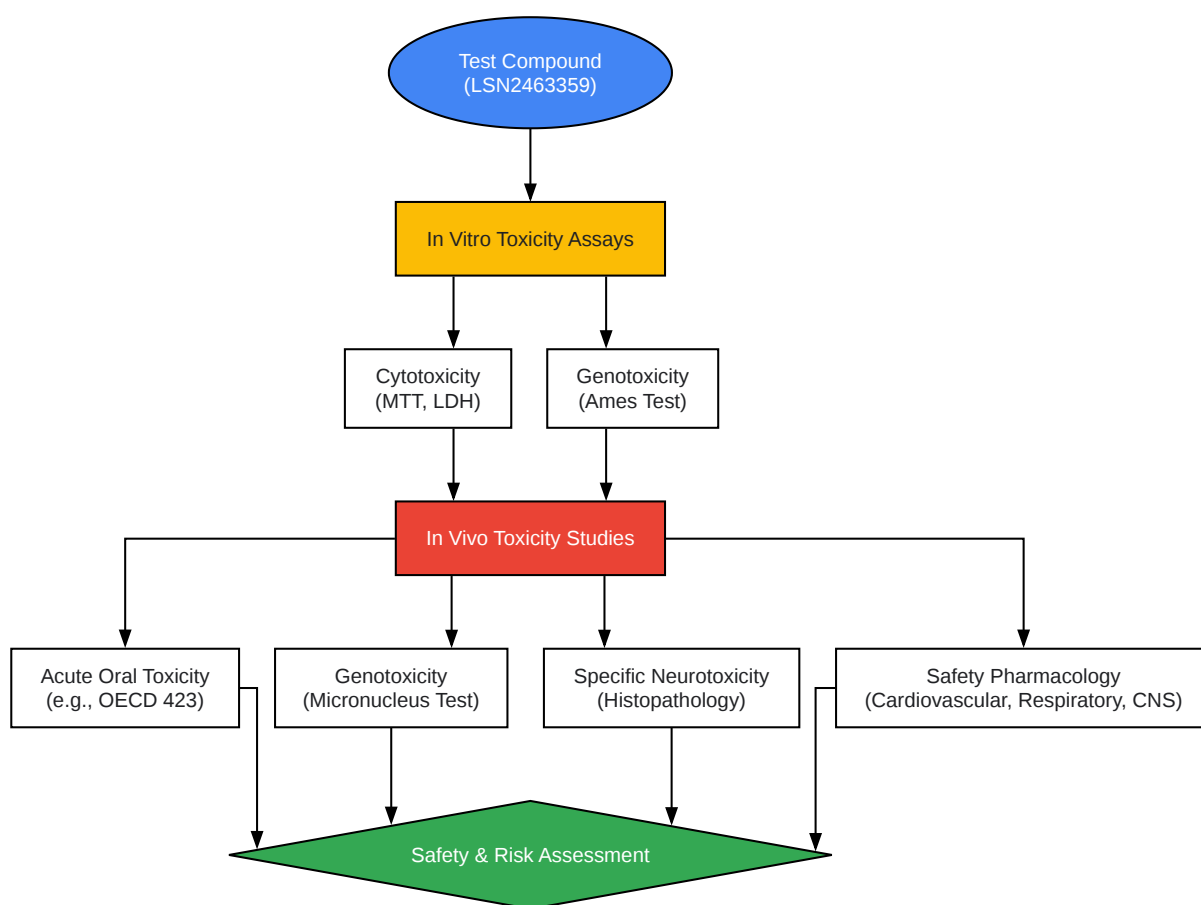 Test Compound
(LSN2463359)
In Vitro Toxicity Assays
Cytotoxicity
(MTT, LDH)
Genotoxicity
(Ames Test)
In Vivo Toxicity Studies
Acute Oral Toxicity
(e.g., OECD 423)
Genotoxicity
(Micronucleus Test)
Specific Neurotoxicity
(Histopathology)
Safety Pharmacology
(Cardiovascular, Respiratory, CNS)
Safety & Risk Assessment